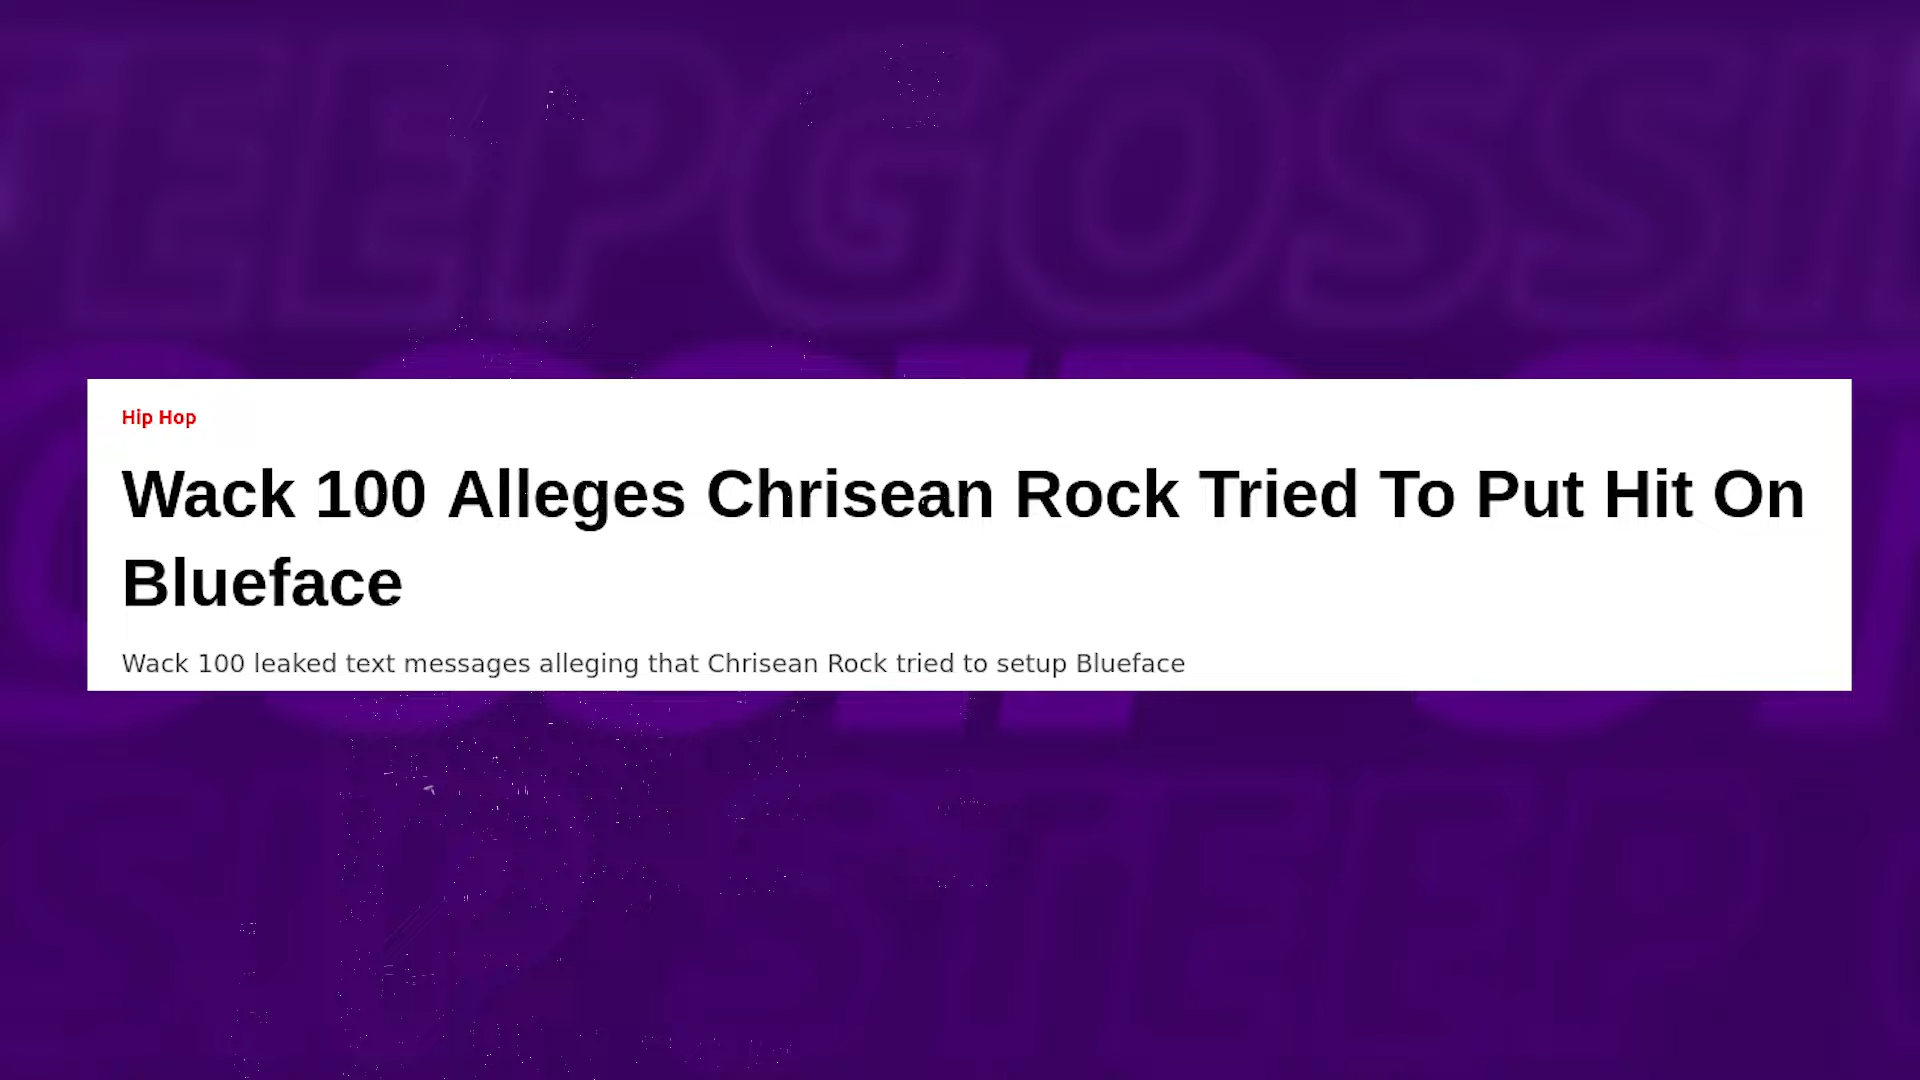 EEPGOSSI
Hip Hop
Wack 100 Alleges Chrisean Rock Tried To Put Hit On
Blueface
Wack 100 leaked text messages alleging that Chrisean Rock tried to setup Blueface